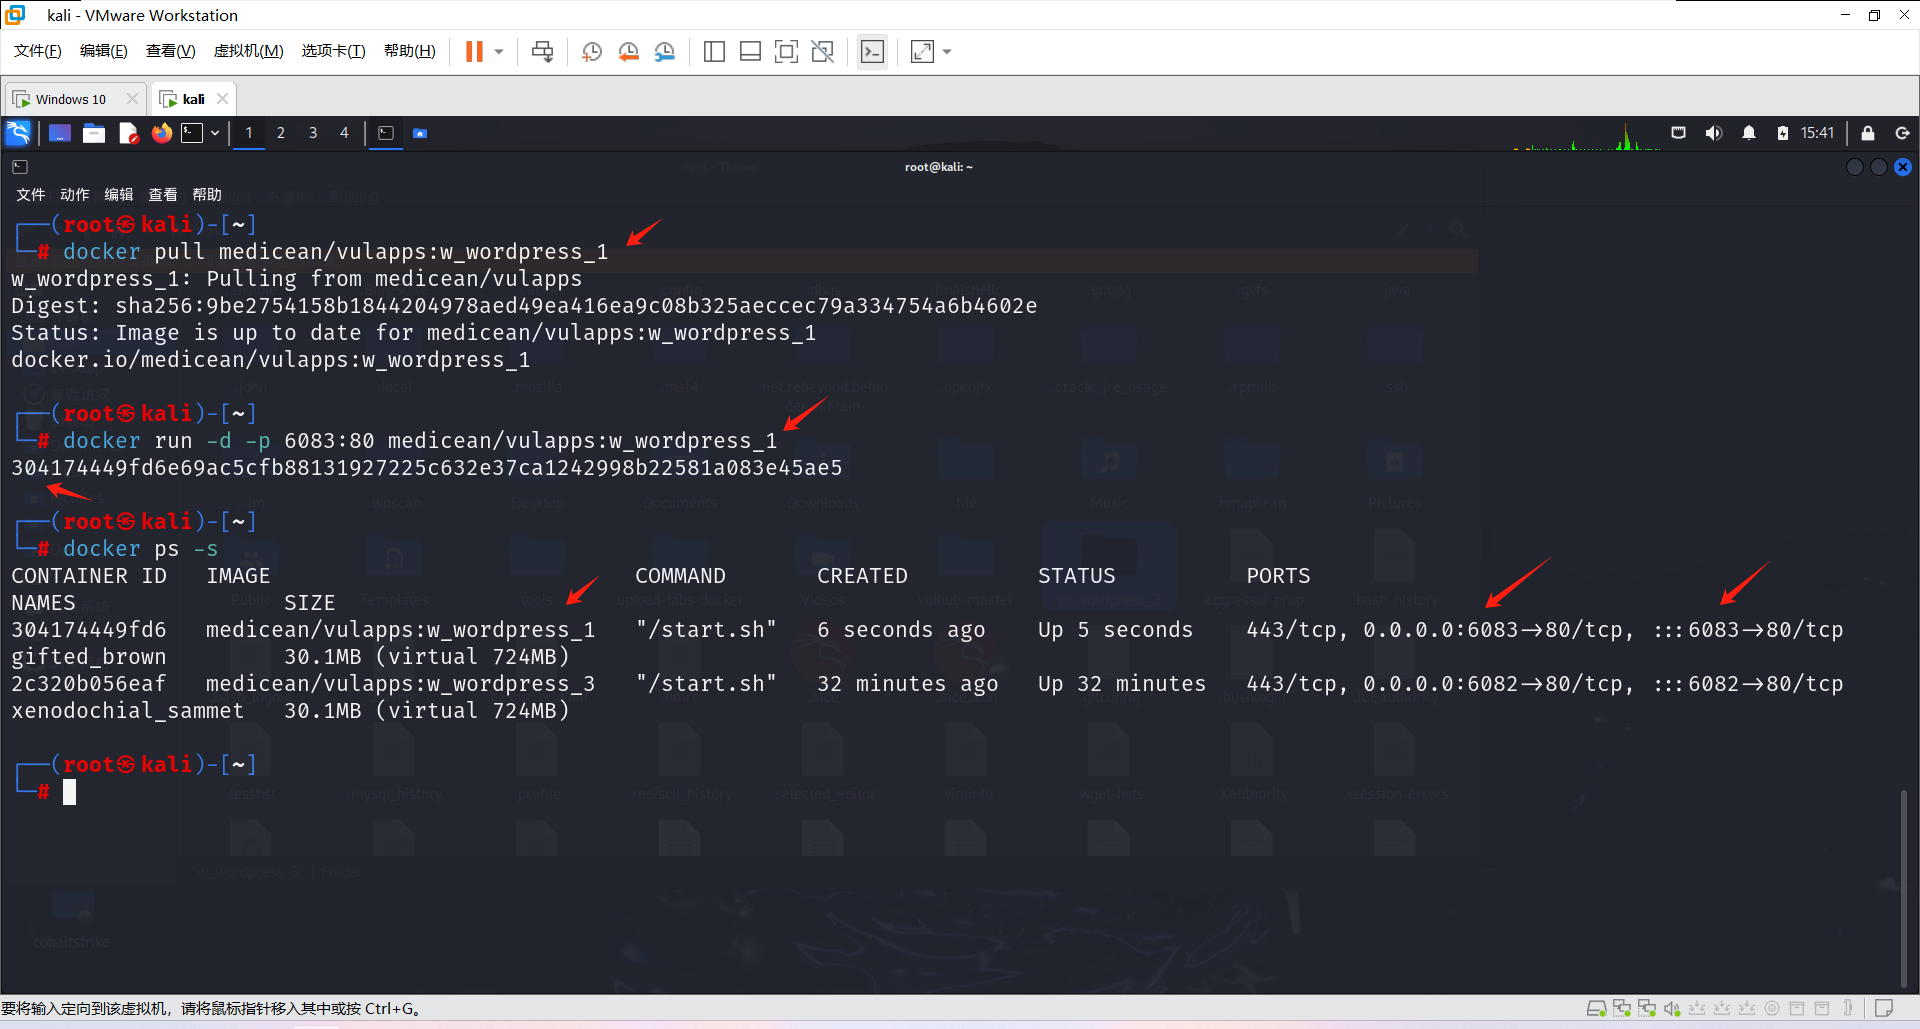 kali - VMware Workstation
文件(F) 编辑(E) 查看(V) 虚拟机(M) 选项卡(T) 帮助(H)
Windows 10 kali
1 2 3 4 15:41
root@kali: ~
文件 动作 编辑 查看 帮助
┌──(root㉿kali)-[~]
└─# docker pull medicean/vulapps:w_wordpress_1
w_wordpress_1: Pulling from medicean/vulapps
Digest: sha256:9be2754158b1844204978aed49ea416ea9c08b325aeccec79a334754a6b4602e
Status: Image is up to date for medicean/vulapps:w_wordpress_1
docker.io/medicean/vulapps:w_wordpress_1
┌──(root㉿kali)-[~]
└─# docker run -d -p 6083:80 medicean/vulapps:w_wordpress_1
304174449fd6e69ac5cfb88131927225c632e37ca1242998b22581a083e45ae5
┌──(root㉿kali)-[~]
└─# docker ps -s
CONTAINER ID IMAGE COMMAND CREATED STATUS PORTS
NAMES SIZE
304174449fd6 medicean/vulapps:w_wordpress_1 "/start.sh" 6 seconds ago Up 5 seconds 443/tcp, 0.0.0.0:6083->80/tcp, :::6083->80/tcp
gifted_brown 30.1MB (virtual 724MB)
2c320b056eaf medicean/vulapps:w_wordpress_3 "/start.sh" 32 minutes ago Up 32 minutes 443/tcp, 0.0.0.0:6082->80/tcp, :::6082->80/tcp
xenodochial_sammet 30.1MB (virtual 724MB)
┌──(root㉿kali)-[~]
└─#
cobaltstrike
要将输入定向到该虚拟机，请将鼠标指针移入其中或按 Ctrl+G。